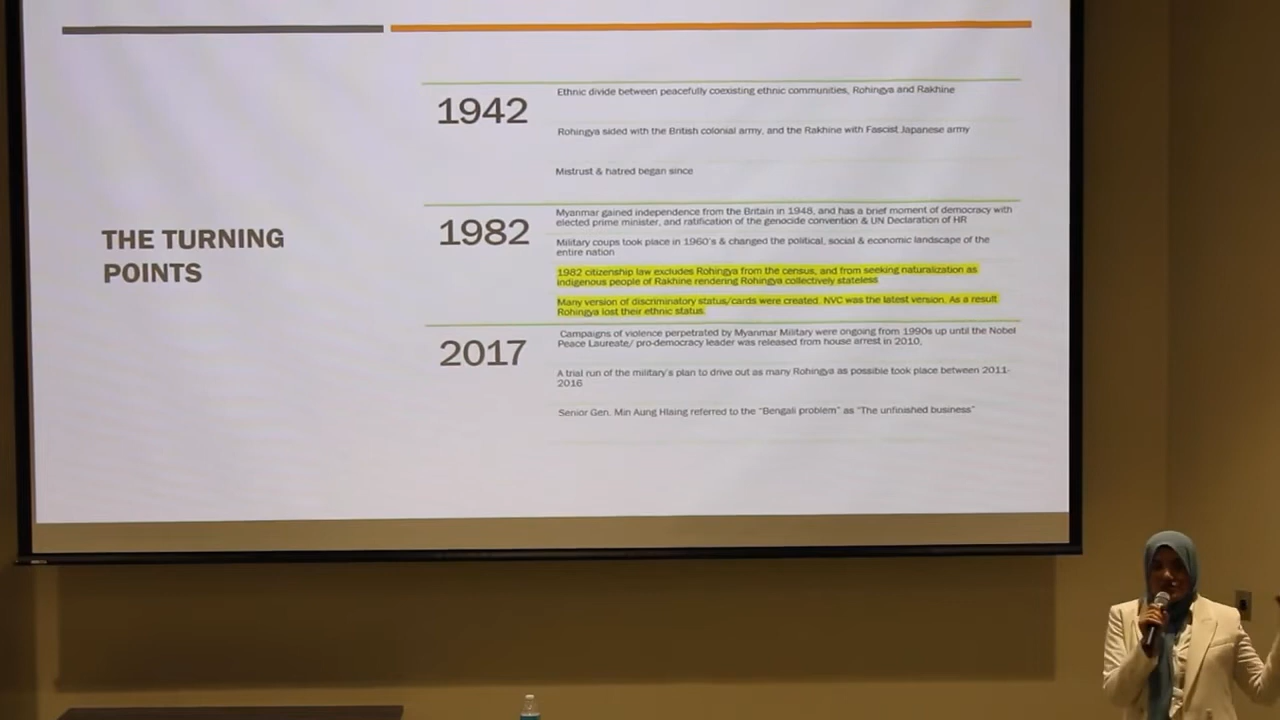 THE TURNING
POINTS
1942
Ethnic divide between peacefully coexisting ethnic communities, Rohingya and Rakhine
Rohingya sided with the British colonial army, and the Rakhine with Fascist Japanese army
Mistrust & hatred began since
1982
Myanmar gained independence from the Britain in 1948, and has a brief moment of democracy with
elected prime minister, and ratification of the genocide convention & UN Declaration of HR
Military coups took place in 1960's & changed the political, social & economic landscape of the
entire nation
1982 citizenship law excludes Rohingya from the census, and from seeking naturalization as
indigenous people of Rakhine rendering Rohingya collectively stateless
Many version of discriminatory status/cards were created. NVC was the latest version. As a result
Rohingya lost their ethnic status.
2017
Campaigns of violence perpetrated by Myanmar Military were ongoing from 1990s up until the Nobel
Peace Laureate/ pro-democracy leader was released from house arrest in 2010.
A trial run of the military's plan to drive out as many Rohingya as possible took place between 2011-
2016
Senior Gen. Min Aung Hlaing referred to the "Bengali problem" as "The unfinished business"